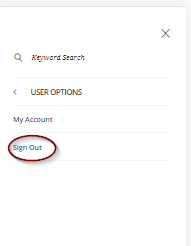 Keyword Search
USER OPTIONS
My Account
Sign Out